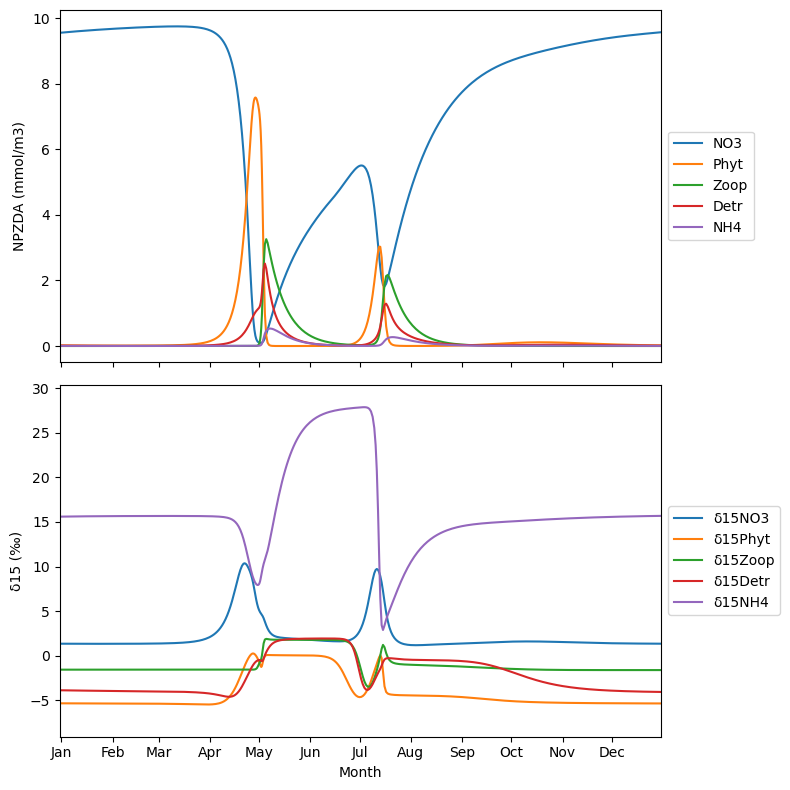 10
8
6
4
2
0
NPZDA (mmol/m3)
NO3
Phyt
Zoop
Detr
NH4
30
25
20
15
10
5
0
−5
δ15 (‰)
δ15NO3
δ15Phyt
δ15Zoop
δ15Detr
δ15NH4
Jan Feb Mar Apr May Jun Jul Aug Sep Oct Nov Dec
Month